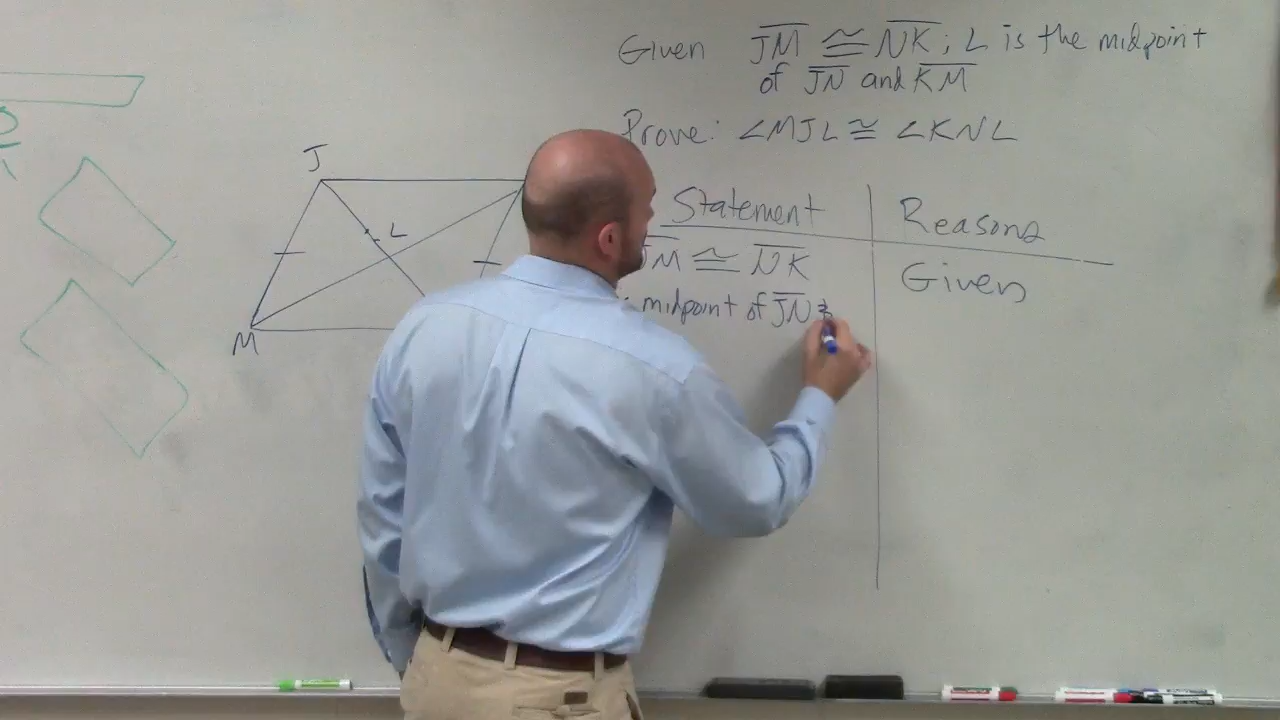 Given JM ≅ NK; L is the midpoint
of JN and KM
Prove: ∠MJL ≅ ∠KNL
J
L
M
Statement
Reasons
JM ≅ NK
Given
midpoint of JN &